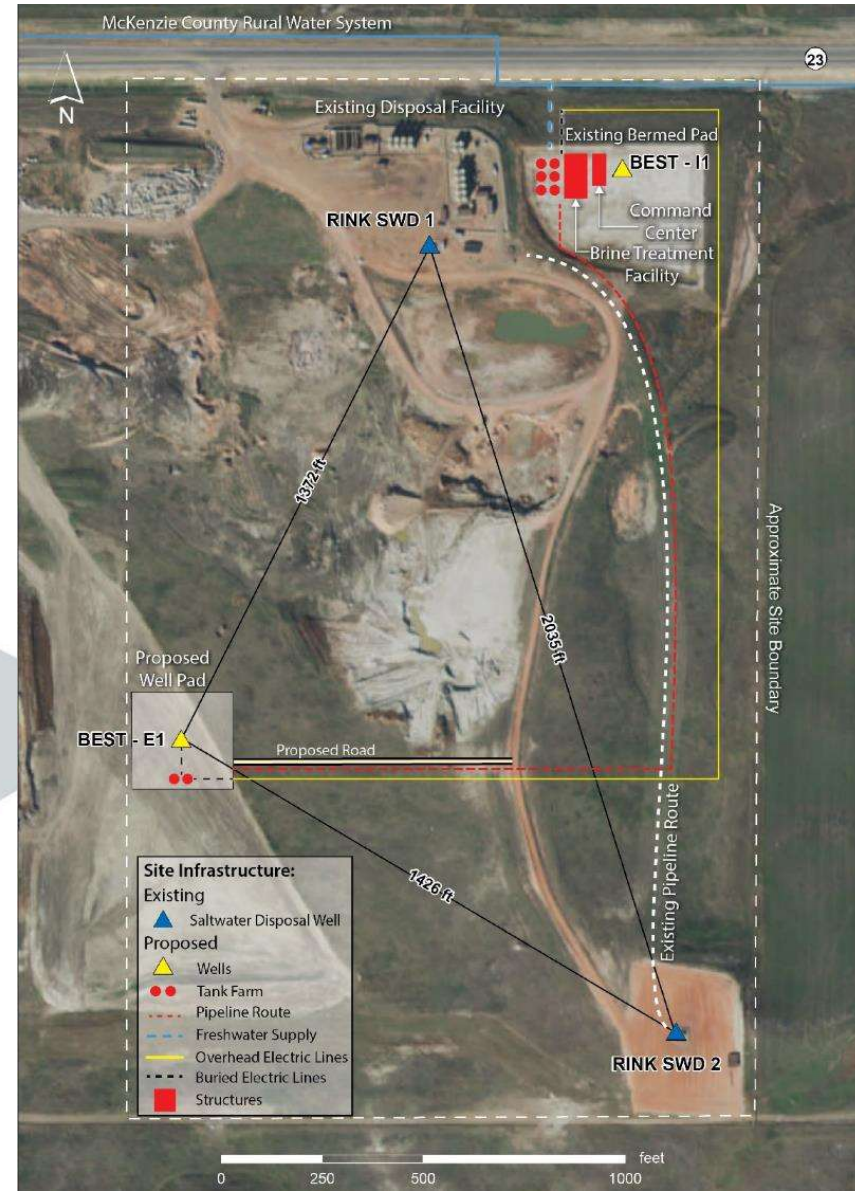 McKenzie County Rural Water System
23
N
Existing Disposal Facility
Existing Bermed Pad
BEST - I1
Command
Center
Brine Treatment
Facility
RINK SWD 1
1372 ft
2035 ft
Approximate Site Boundary
Proposed
Well Pad
BEST - E1
Proposed Road
Existing Pipeline Route
1426 ft
RINK SWD 2
Site Infrastructure:
Existing
Saltwater Disposal Well
Proposed
Wells
Tank Farm
Pipeline Route
Freshwater Supply
Overhead Electric Lines
Buried Electric Lines
Structures
feet
0 250 500 1000